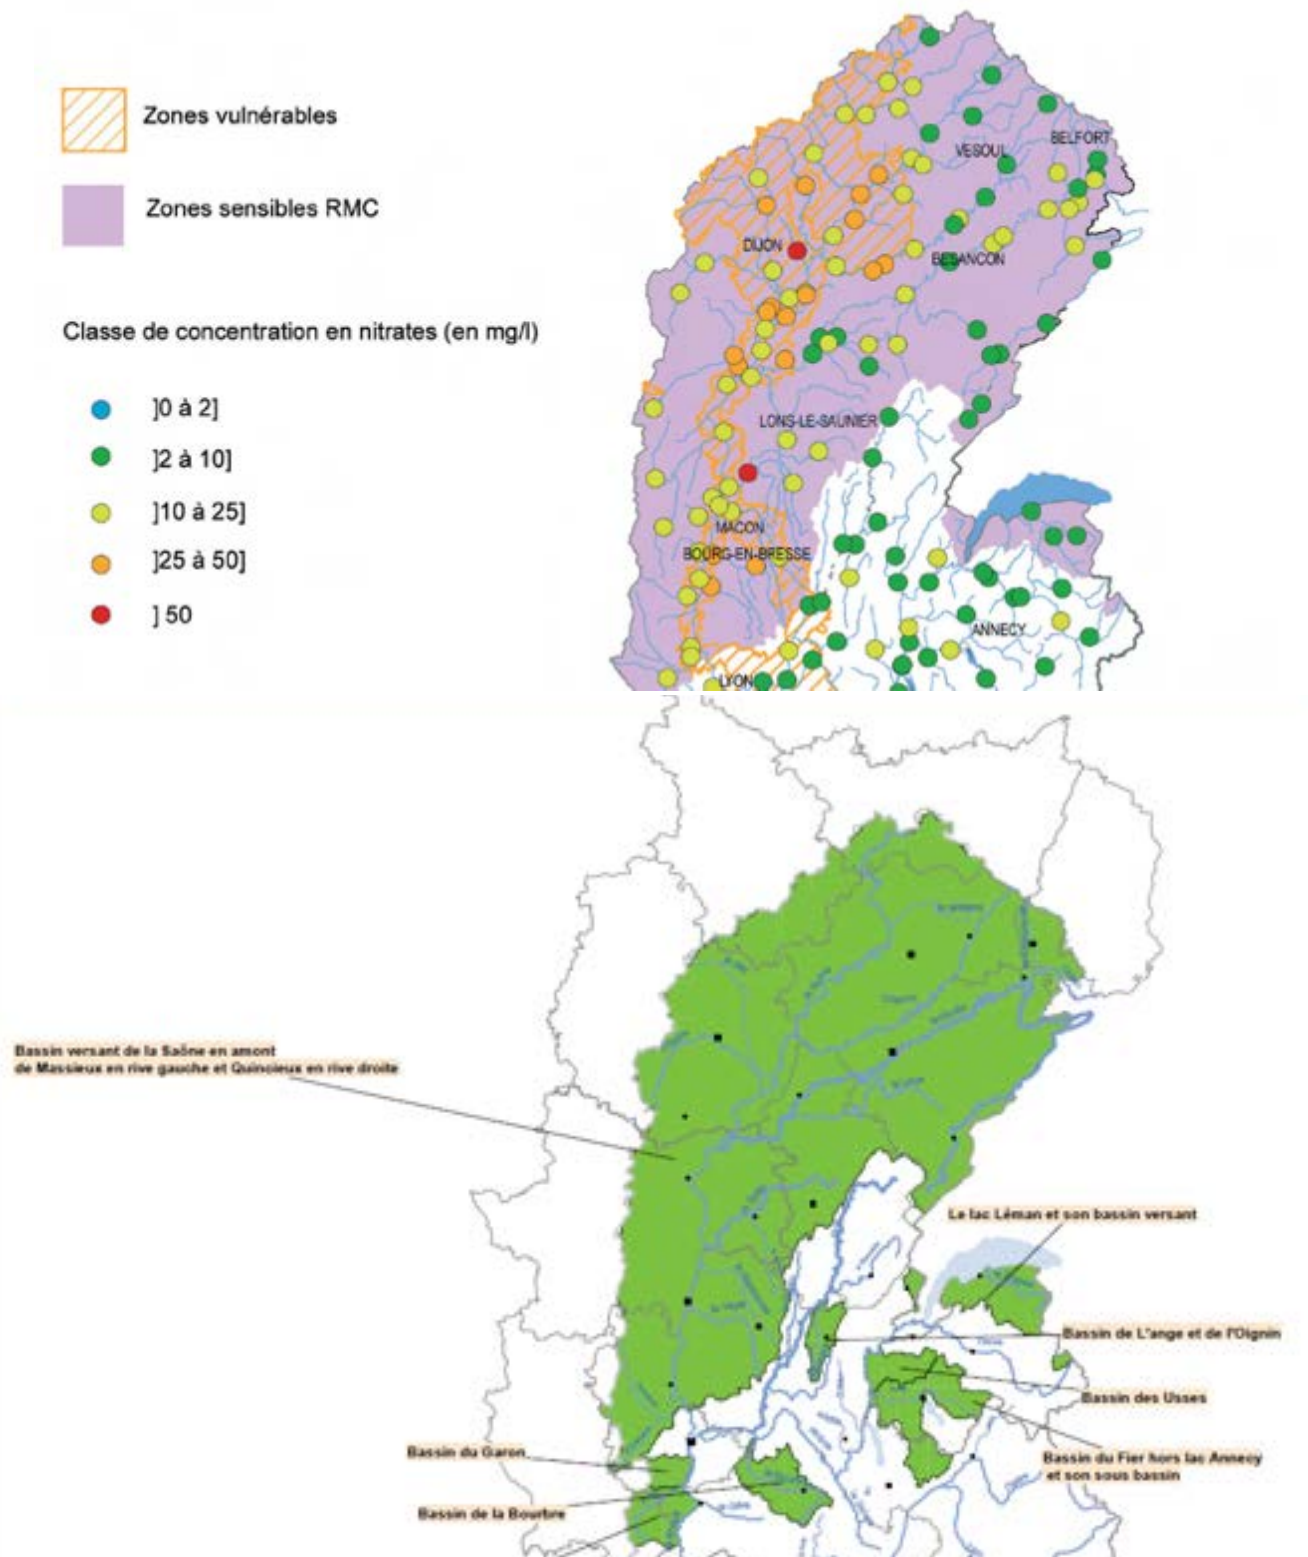 Zones vulnérables
Zones sensibles RMC
Classe de concentration en nitrates (en mg/l)
]0 à 2]
]2 à 10]
]10 à 25]
]25 à 50]
] 50
BELFORT
VESOUL
DIJON
BESANCON
LONS-LE-SAUNIER
MACON
BOURG-EN-BRESSE
ANNECY
LYON
Bassin versant de la Saône en amont
de Massieux en rive gauche et Quincieux en rive droite
Le lac Léman et son bassin versant
Bassin de L'ange et de l'Oignin
Bassin des Usses
Bassin du Garon
Bassin du Fier hors lac Annecy
et son sous bassin
Bassin de la Bourbre